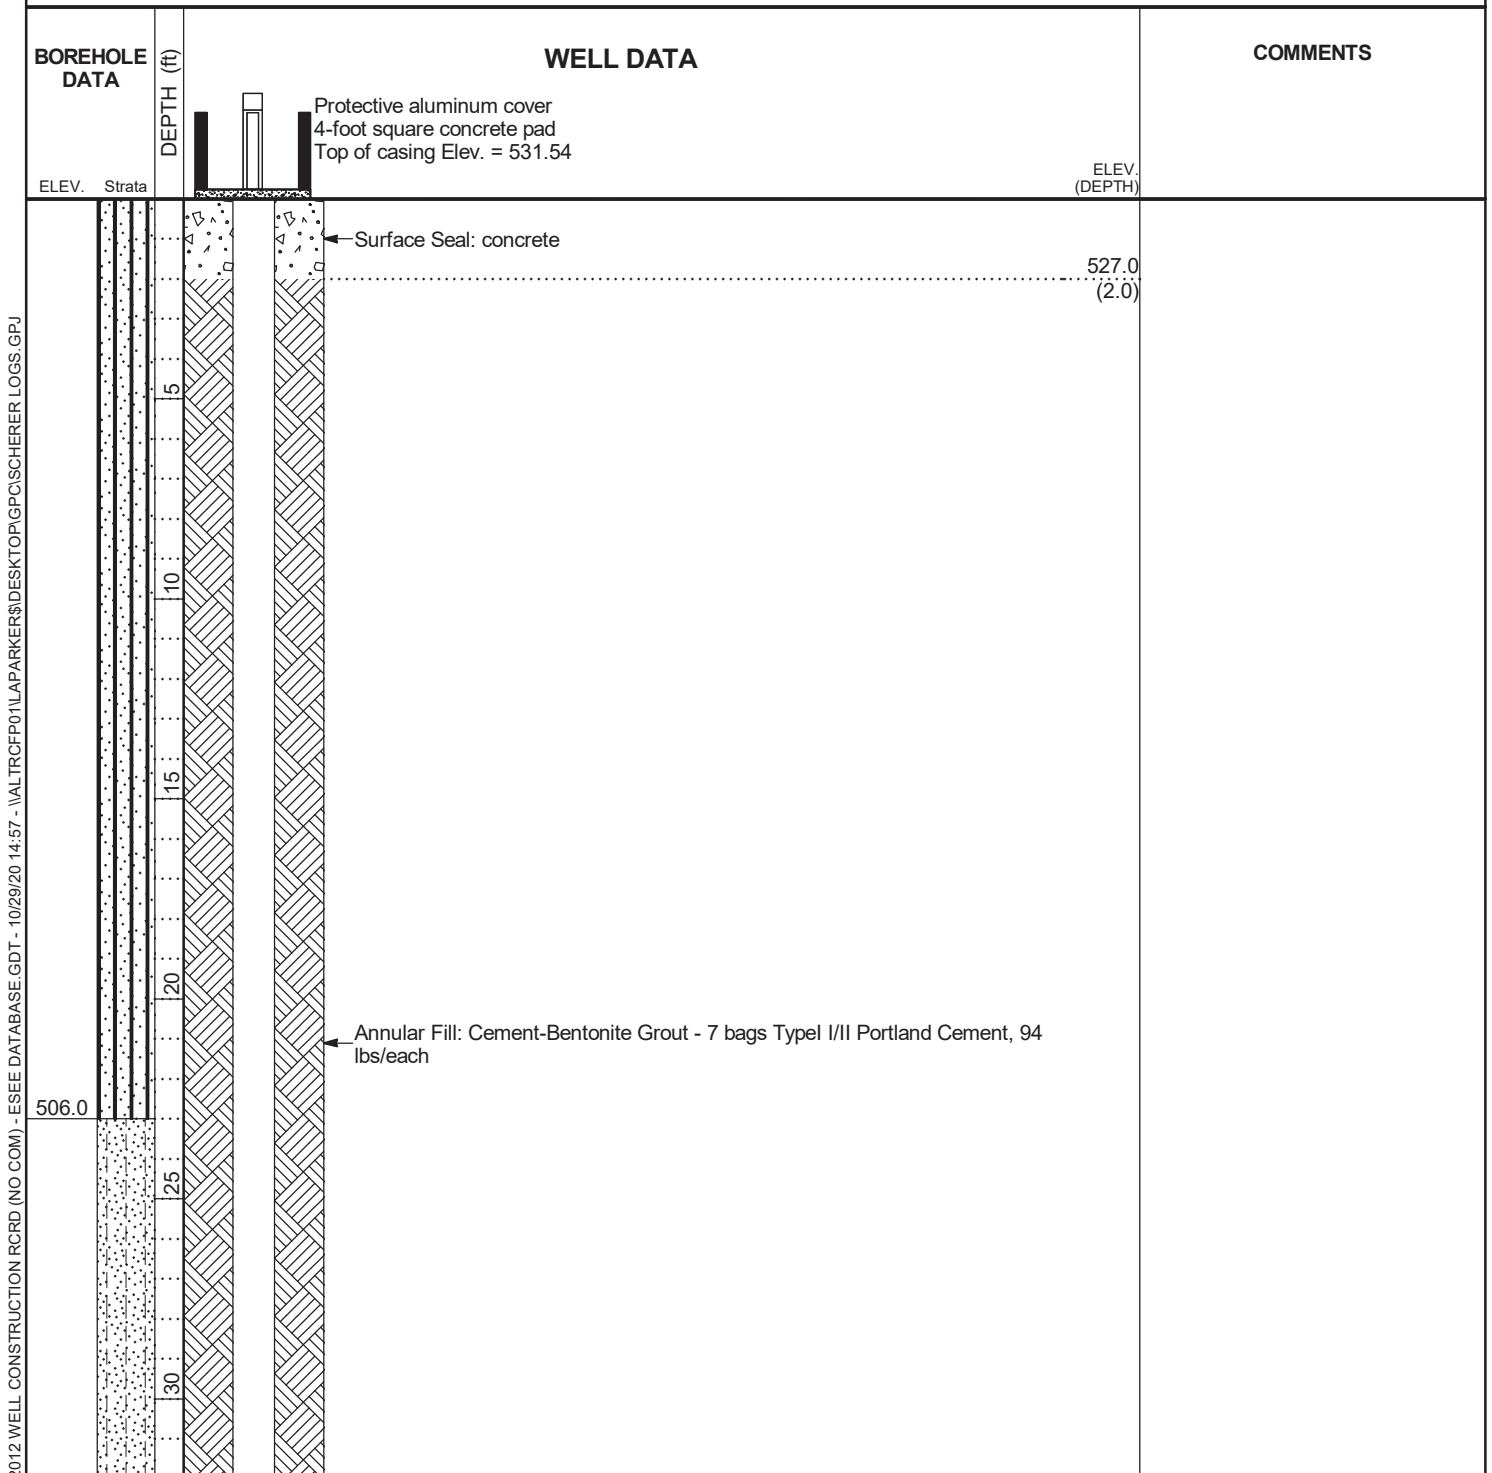 BOREHOLE
DATA
DEPTH (ft)
WELL DATA
COMMENTS
Protective aluminum cover
4-foot square concrete pad
Top of casing Elev. = 531.54
ELEV.
(DEPTH)
ELEV.
Strata
Surface Seal: concrete
527.0
(2.0)
5
10
15
20
Annular Fill: Cement-Bentonite Grout - 7 bags TypeI I/II Portland Cement, 94
lbs/each
506.0
25
30
2012 WELL CONSTRUCTION RCRD (NO COM) - ESEE DATABASE.GDT - 10/29/20 14:57 - \\ALTRCFP01\LAPARKER$\DESKTOP\GPC\SCHERER LOGS.GPJ